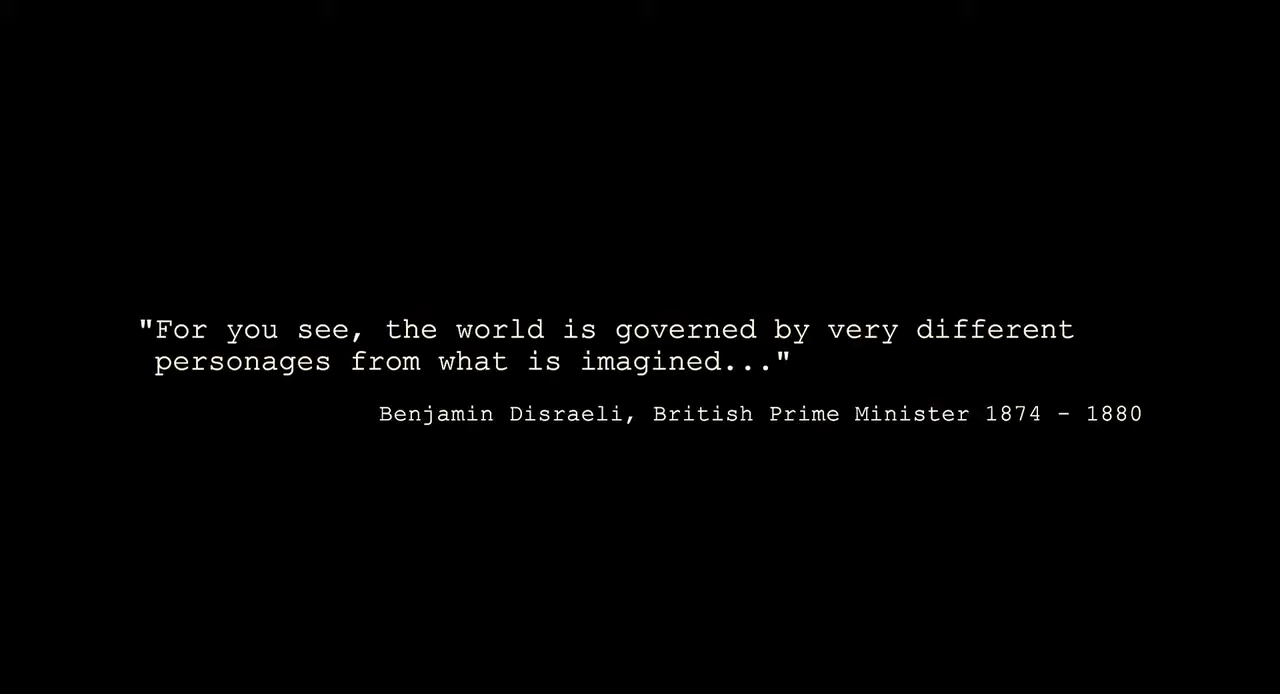 "For you see, the world is governed by very different
personages from what is imagined..."
Benjamin Disraeli, British Prime Minister 1874 - 1880